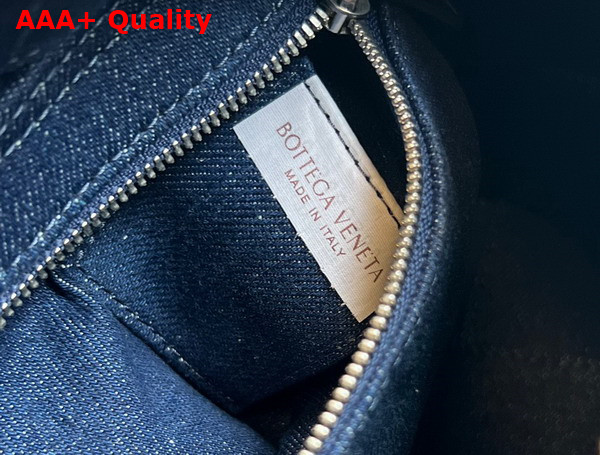 AAA+ Quality
BOTTEGA VENETA
MADE IN ITALY